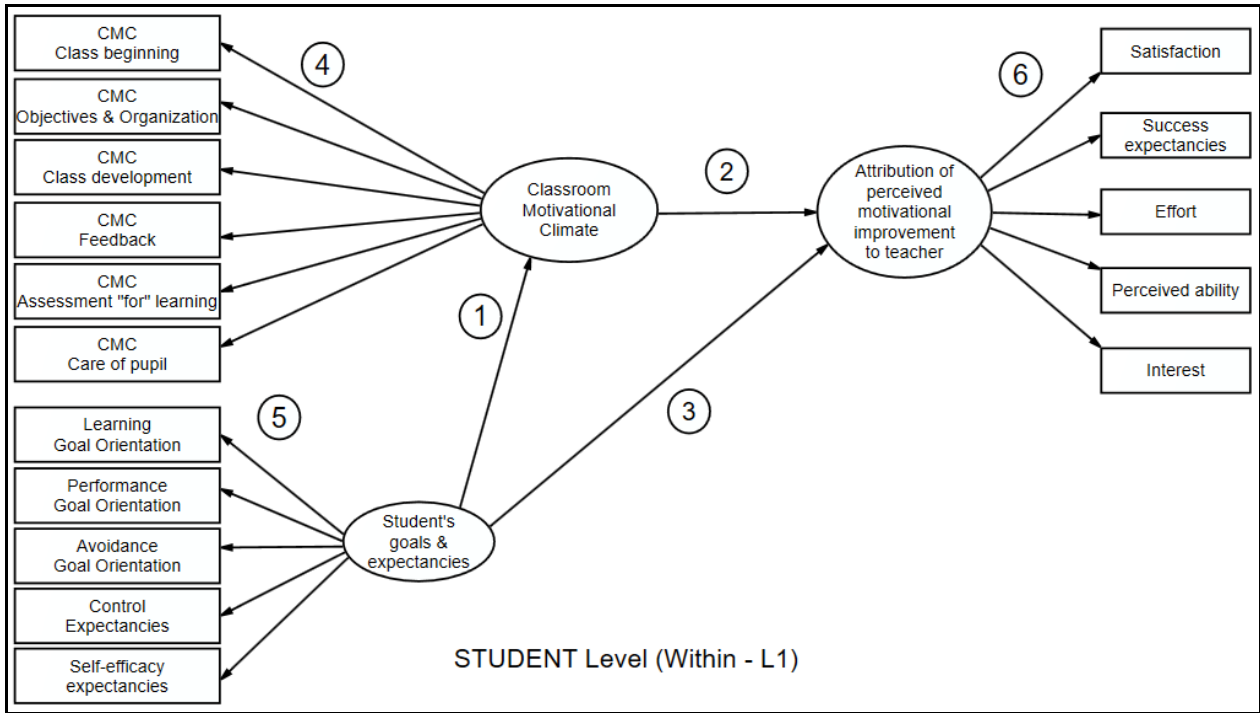 CMC
Class beginning
CMC
Objectives & Organization
CMC
Class development
CMC
Feedback
CMC
Assessment "for" learning
CMC
Care of pupil
Learning
Goal Orientation
Performance
Goal Orientation
Avoidance
Goal Orientation
Control
Expectancies
Self-efficacy
expectancies
4
5
1
Classroom
Motivational
Climate
Student's
goals &
expectancies
2
3
Attribution of
perceived
motivational
improvement
to teacher
6
Satisfaction
Success
expectancies
Effort
Perceived ability
Interest
STUDENT Level (Within - L1)